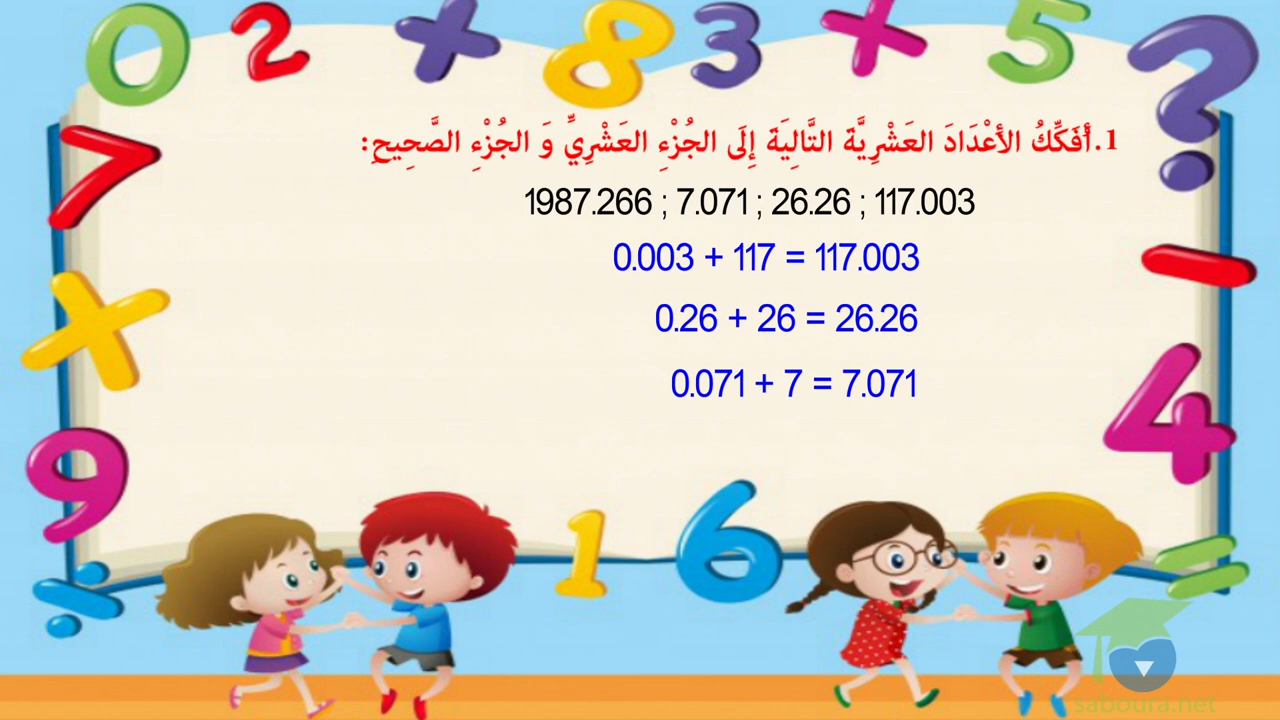 1.أُفَكِّكُ الأَعْدَادَ العَشْرِيَّةَ التَّالِيَةَ إِلَى الجُزْءِ العَشْرِيِّ وَ الجُزْءِ الصَّحِيحِ:
1987.266 ; 7.071 ; 26.26 ; 117.003
0.003 + 117 = 117.003
0.26 + 26 = 26.26
0.071 + 7 = 7.071
saboura.net